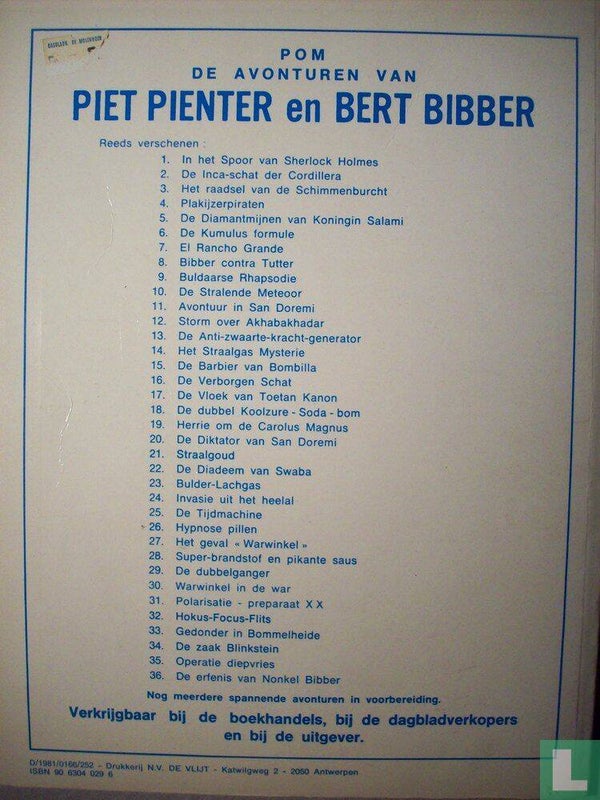 POM
DE AVONTUREN VAN
PIET PIENTER en BERT BIBBER
Reeds verschenen :
1. In het Spoor van Sherlock Holmes
2. De Inca-schat der Cordillera
3. Het raadsel van de Schimmenburcht
4. Plakijzerpiraten
5. De Diamantmijnen van Koningin Salami
6. De Kumulus formule
7. El Rancho Grande
8. Bibber contra Tutter
9. Buldaarse Rhapsodie
10. De Stralende Meteoor
11. Avontuur in San Doremi
12. Storm over Akhabakhadar
13. De Anti-zwaarte-kracht-generator
14. Het Straalgas Mysterie
15. De Barbier van Bombilla
16. De Verborgen Schat
17. De Vloek van Toetan Kanon
18. De dubbel Koolzure - Soda - bom
19. Herrie om de Carolus Magnus
20. De Diktator van San Doremi
21. Straalgoud
22. De Diadeem van Swaba
23. Bulder-Lachgas
24. Invasie uit het heelal
25. De Tijdmachine
26. Hypnose pillen
27. Het geval « Warwinkel »
28. Super-brandstof en pikante saus
29. De dubbelganger
30. Warwinkel in de war
31. Polarisatie - preparaat X X
32. Hokus-Focus-Flits
33. Gedonder in Bommelheide
34. De zaak Blinkstein
35. Operatie diepvries
36. De erfenis van Nonkel Bibber
Nog meerdere spannende avonturen in voorbereiding.
Verkrijgbaar bij de boekhandels, bij de dagbladverkopers
en bij de uitgever.
D/1981/0166/252 - Drukkerij N.V. DE VLIJT - Katwilgweg 2 - 2050 Antwerpen
ISBN 90 6304 029 6
L